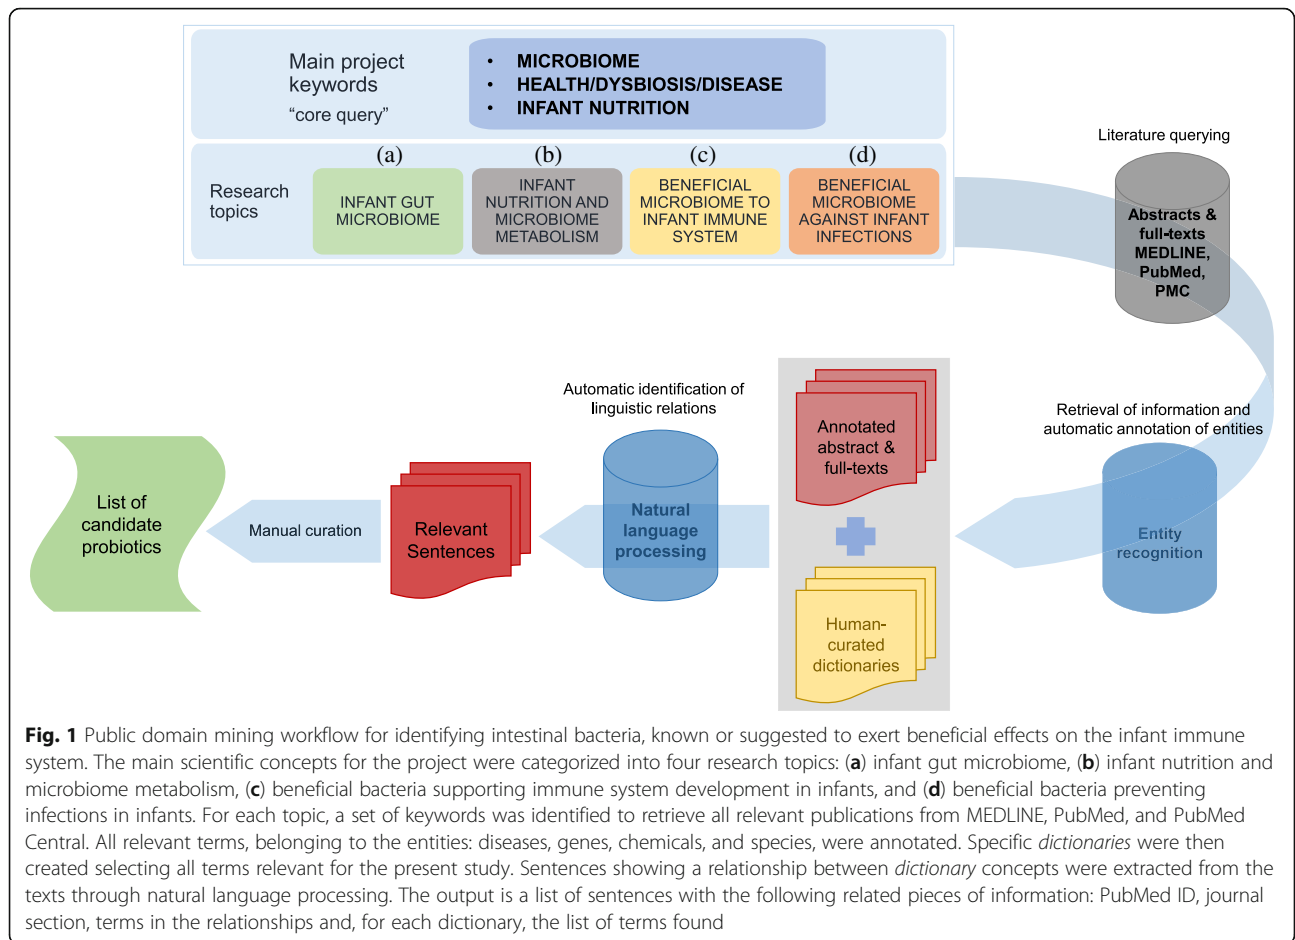 Main project
keywords
“core query”
• MICROBIOME
• HEALTH/DYSBIOSIS/DISEASE
• INFANT NUTRITION
Research
topics
(a)
INFANT GUT
MICROBIOME
(b)
INFANT
NUTRITION AND
MICROBIOME
METABOLISM
(c)
BENEFICIAL
MICROBIOME TO
INFANT IMMUNE
SYSTEM
(d)
BENEFICIAL
MICROBIOME
AGAINST INFANT
INFECTIONS
Literature querying
Abstracts &
full-texts
MEDLINE,
PubMed,
PMC
Retrieval of information and
automatic annotation of entities
Entity
recognition
Annotated
abstract &
full-texts
Human-
curated
dictionaries
Automatic identification of
linguistic relations
Natural
language
processing
Relevant
Sentences
Manual curation
List of
candidate
probiotics
Fig. 1 Public domain mining workflow for identifying intestinal bacteria, known or suggested to exert beneficial effects on the infant immune
system. The main scientific concepts for the project were categorized into four research topics: (a) infant gut microbiome, (b) infant nutrition and
microbiome metabolism, (c) beneficial bacteria supporting immune system development in infants, and (d) beneficial bacteria preventing
infections in infants. For each topic, a set of keywords was identified to retrieve all relevant publications from MEDLINE, PubMed, and PubMed
Central. All relevant terms, belonging to the entities: diseases, genes, chemicals, and species, were annotated. Specific dictionaries were then
created selecting all terms relevant for the present study. Sentences showing a relationship between dictionary concepts were extracted from the
texts through natural language processing. The output is a list of sentences with the following related pieces of information: PubMed ID, journal
section, terms in the relationships and, for each dictionary, the list of terms found